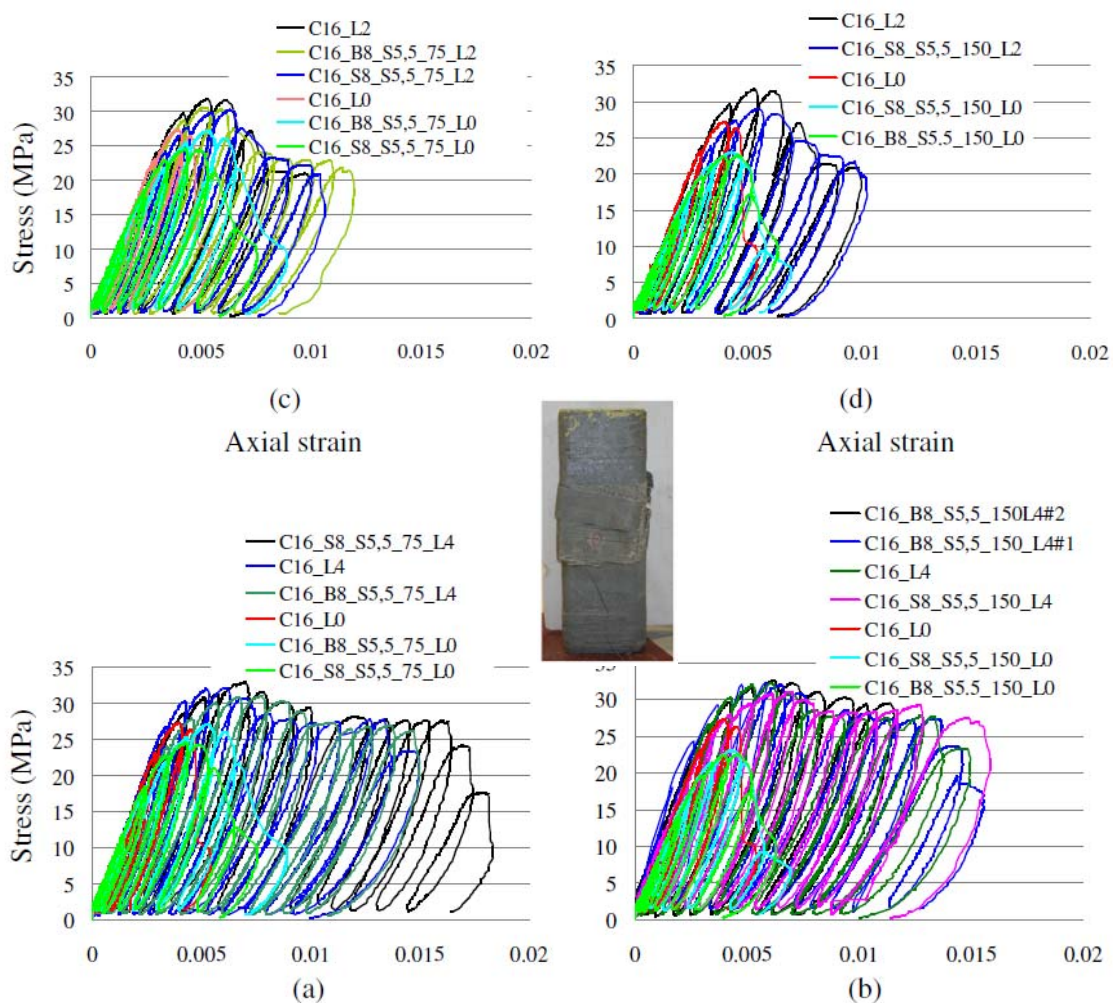 C16_L2
C16_B8_S5,5_75_L2
C16_S8_S5,5_75_L2
C16_L0
C16_B8_S5,5_75_L0
C16_S8_S5,5_75_L0
35
30
25
20
15
10
5
0
Stress (MPa)
0 0.005 0.01 0.015 0.02
(c)
Axial strain
C16_L2
C16_S8_S5,5_150_L2
C16_L0
C16_S8_S5,5_150_L0
C16_B8_S5.5_150_L0
35
30
25
20
15
10
5
0
0 0.005 0.01 0.015 0.02
(d)
Axial strain
C16_S8_S5,5_75_L4
C16_L4
C16_B8_S5,5_75_L4
C16_L0
C16_B8_S5,5_75_L0
C16_S8_S5,5_75_L0
35
30
25
20
15
10
5
0
Stress (MPa)
0 0.005 0.01 0.015 0.02
(a)
C16_B8_S5,5_150L4#2
C16_B8_S5,5_150_L4#1
C16_L4
C16_S8_S5,5_150_L4
C16_L0
C16_S8_S5,5_150_L0
C16_B8_S5.5_150_L0
35
30
25
20
15
10
5
0
0 0.005 0.01 0.015 0.02
(b)